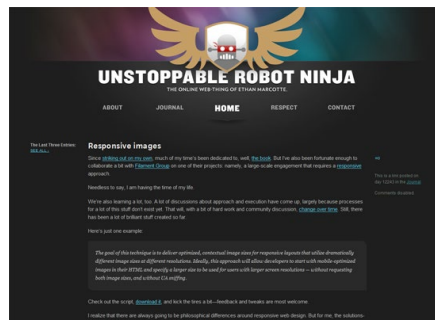 UNSTOPPABLE ROBOT NINJA
THE ONLINE WEB-THING OF ETHAN MARCOTTE.
ABOUT
JOURNAL
HOME
RESPECT
CONTACT
The Last Three Entries:
SEE ALL...
Responsive images
Since striking out on my own, much of my time's been dedicated to, well, the book. But I've also been fortunate enough to
collaborate a bit with Filament Group on one of their projects: namely, a large-scale engagement that requires a responsive
approach.
Needless to say, I am having the time of my life.
We're also learning a lot, too. A lot of discussions about approach and execution have come up, largely because processes
for a lot of this stuff don't exist yet. That will, with a bit of hard work and community discussion, change over time. Still, there
has been a lot of brilliant stuff created so far.
Here's just one example:
The goal of this technique is to deliver optimized, contextual image sizes for responsive layouts that utilize dramatically
different image sizes at different resolutions. Ideally, this approach will allow developers to start with mobile-optimized
images in their HTML and specify a larger size to be used for users with larger screen resolutions — without requesting
both image sizes, and without UA sniffing.
Check out the script, download it, and kick the tires a bit—feedback and tweaks are most welcome.
I realize that there are always going to be philosophical differences around responsive web design. But for me, the solutions-
This is a text posted on
Journal
Comments disabled.